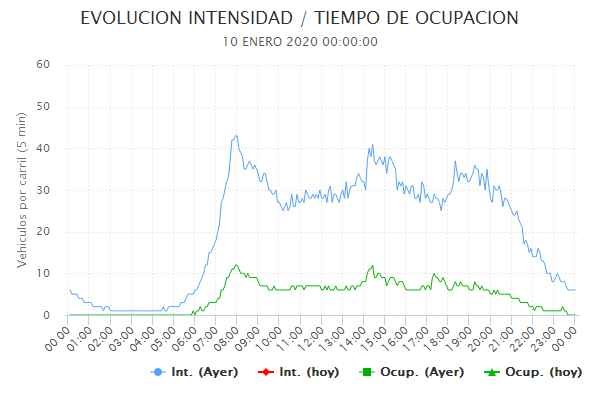 EVOLUCION INTENSIDAD / TIEMPO DE OCUPACION
10 ENERO 2020 00:00:00
Vehiculos por carril (5 min)
60
50
40
30
20
10
0
00:00 01:00 02:00 03:00 04:00 05:00 06:00 07:00 08:00 09:00 10:00 11:00 12:00 13:00 14:00 15:00 16:00 17:00 18:00 19:00 20:00 21:00 22:00 23:00 00:00
Int. (Ayer) Int. (hoy) Ocup. (Ayer) Ocup. (hoy)